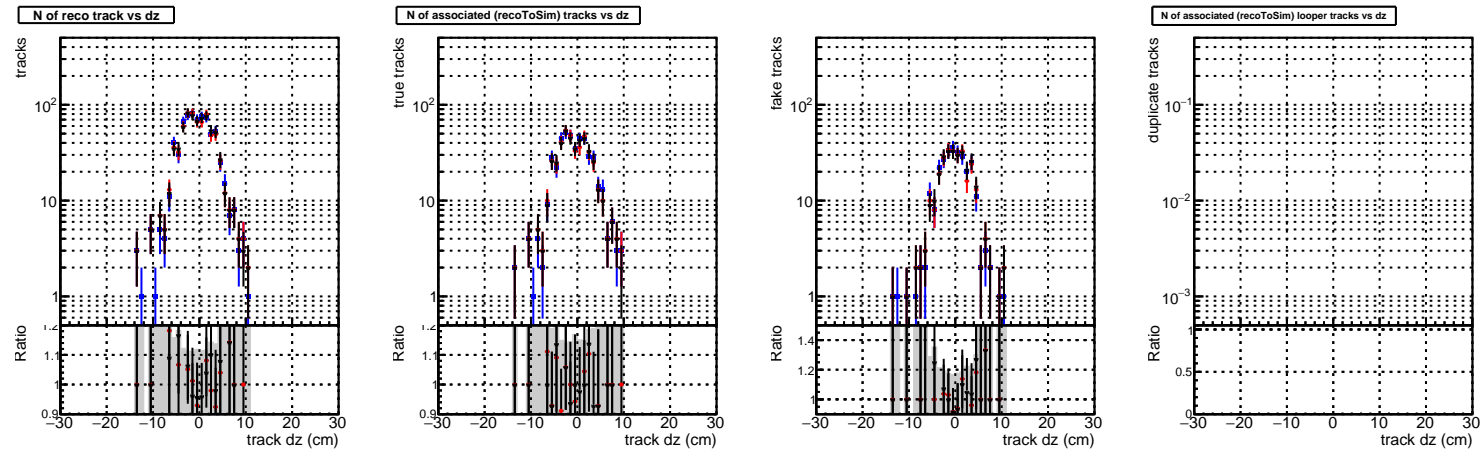 N of reco track vs dz
tracks
10²
10
1
Ratio
1.2
1.1
1
0.9
−30 −20 −10 0 10 20 30
track dz (cm)
N of associated (recoToSim) tracks vs dz
true tracks
10²
10
1
Ratio
1.2
1.1
1
0.9
−30 −20 −10 0 10 20 30
track dz (cm)
fake tracks
10²
10
1
Ratio
1.4
1.2
1
−30 −20 −10 0 10 20 30
track dz (cm)
N of associated (recoToSim) looper tracks vs dz
duplicate tracks
10⁻¹
10⁻²
10⁻³
Ratio
1
0.5
0
−30 −20 −10 0 10 20 30
track dz (cm)